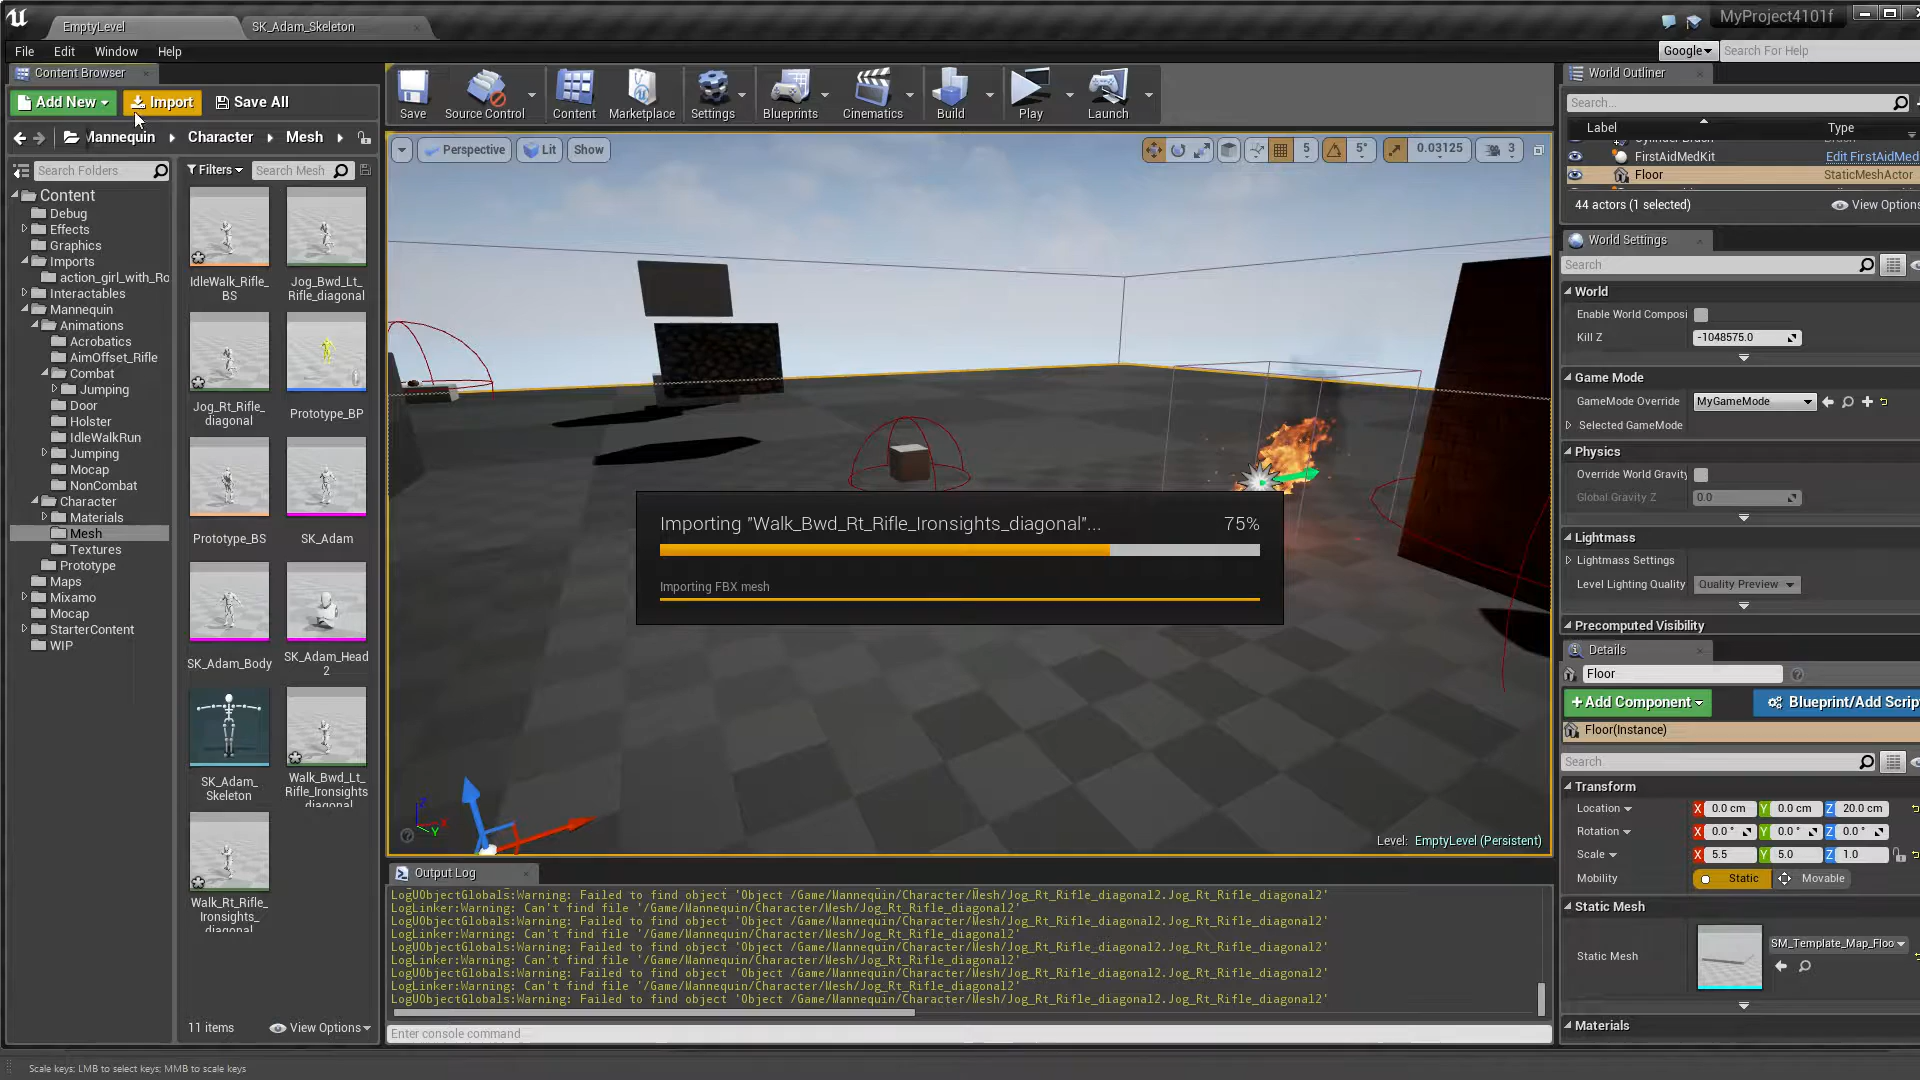 EmptyLevel
SK_Adam_Skeleton
MyProject4101f
File Edit Window Help
Google
Search For Help
Content Browser
Add New
Import
Save All
Mannequin Character Mesh
Search Folders
Filters
Search Mesh
Content
Debug
Effects
Graphics
Imports
action_girl_with_Ro
Interactables
Mannequin
Animations
Acrobatics
AimOffset_Rifle
Combat
Jumping
Door
Holster
IdleWalkRun
Jumping
Mocap
NonCombat
Character
Materials
Mesh
Textures
Prototype
Maps
Mixamo
Mocap
StarterContent
WIP
IdleWalk_Rifle_
BS
Jog_Bwd_Lt_
Rifle_diagonal
Jog_Rt_Rifle_
diagonal
Prototype_BP
Prototype_BS
SK_Adam
SK_Adam_Body
SK_Adam_Head
2
SK_Adam_
Skeleton
Walk_Bwd_Lt_
Rifle_Ironsights
diagonal
Walk_Rt_Rifle_
Ironsights_
diagonal
11 items
View Options
Save
Source Control
Content
Marketplace
Settings
Blueprints
Cinematics
Build
Play
Launch
Perspective
Lit
Show
5
5°
0.03125
3
Importing "Walk_Bwd_Rt_Rifle_Ironsights_diagonal"...
75%
Importing FBX mesh
Z
X
Y
Level: EmptyLevel (Persistent)
Output Log
LogUObjectGlobals:Warning: Failed to find object 'Object /Game/Mannequin/Character/Mesh/Jog_Rt_Rifle_diagonal2.Jog_Rt_Rifle_diagonal2'
LogLinker:Warning: Can't find file '/Game/Mannequin/Character/Mesh/Jog_Rt_Rifle_diagonal2'
LogUObjectGlobals:Warning: Failed to find object 'Object /Game/Mannequin/Character/Mesh/Jog_Rt_Rifle_diagonal2.Jog_Rt_Rifle_diagonal2'
LogLinker:Warning: Can't find file '/Game/Mannequin/Character/Mesh/Jog_Rt_Rifle_diagonal2'
LogUObjectGlobals:Warning: Failed to find object 'Object /Game/Mannequin/Character/Mesh/Jog_Rt_Rifle_diagonal2.Jog_Rt_Rifle_diagonal2'
LogLinker:Warning: Can't find file '/Game/Mannequin/Character/Mesh/Jog_Rt_Rifle_diagonal2'
LogUObjectGlobals:Warning: Failed to find object 'Object /Game/Mannequin/Character/Mesh/Jog_Rt_Rifle_diagonal2.Jog_Rt_Rifle_diagonal2'
LogLinker:Warning: Can't find file '/Game/Mannequin/Character/Mesh/Jog_Rt_Rifle_diagonal2'
LogUObjectGlobals:Warning: Failed to find object 'Object /Game/Mannequin/Character/Mesh/Jog_Rt_Rifle_diagonal2.Jog_Rt_Rifle_diagonal2'
Enter console command
World Outliner
Search...
Label
Type
FirstAidMedKit
Edit FirstAidMed
Floor
StaticMeshActor
44 actors (1 selected)
View Options
World Settings
Search
World
Enable World Composi
Kill Z
-1048575.0
Game Mode
GameMode Override
MyGameMode
Selected GameMode
Physics
Override World Gravity
Global Gravity Z
0.0
Lightmass
Lightmass Settings
Level Lighting Quality
Quality Preview
Precomputed Visibility
Details
Floor
Add Component
Blueprint/Add Scrip
Floor(Instance)
Search
Transform
Location X 0.0 cm Y 0.0 cm Z 20.0 cm
Rotation X 0.0 ° Y 0.0 ° Z 0.0 °
Scale X 5.5 Y 5.0 Z 1.0
Mobility Static Movable
Static Mesh
Static Mesh
SM_Template_Map_Floo
Materials
Scale keys; LMB to select keys; MMB to scale keys